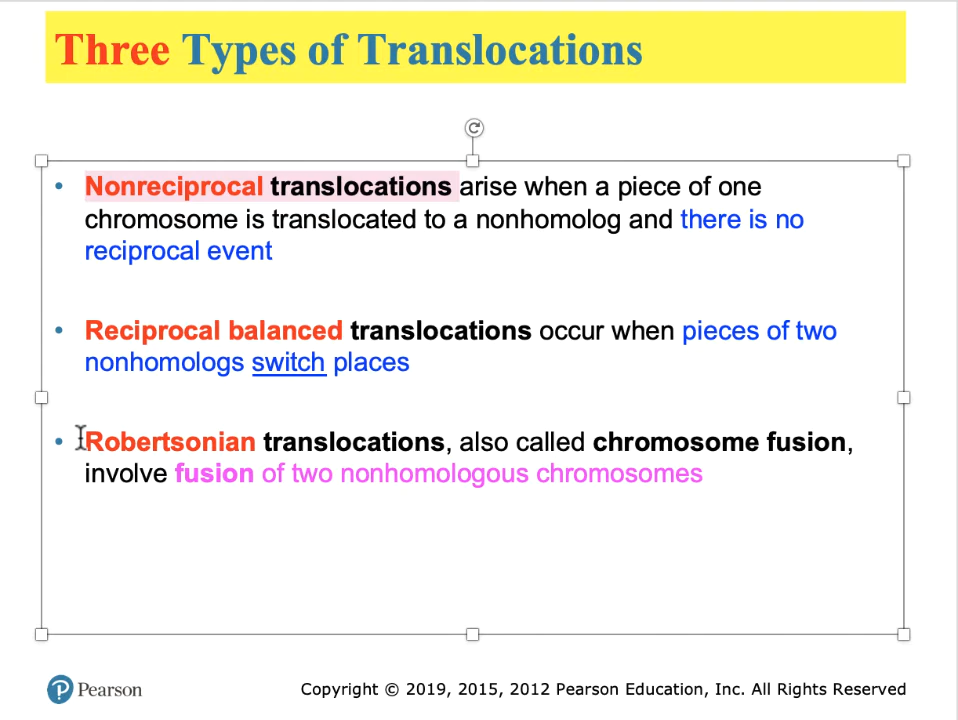 Three Types of Translocations
• Nonreciprocal translocations arise when a piece of one
chromosome is translocated to a nonhomolog and there is no
reciprocal event
• Reciprocal balanced translocations occur when pieces of two
nonhomologs switch places
• Robertsonian translocations, also called chromosome fusion,
involve fusion of two nonhomologous chromosomes
P Pearson
Copyright © 2019, 2015, 2012 Pearson Education, Inc. All Rights Reserved